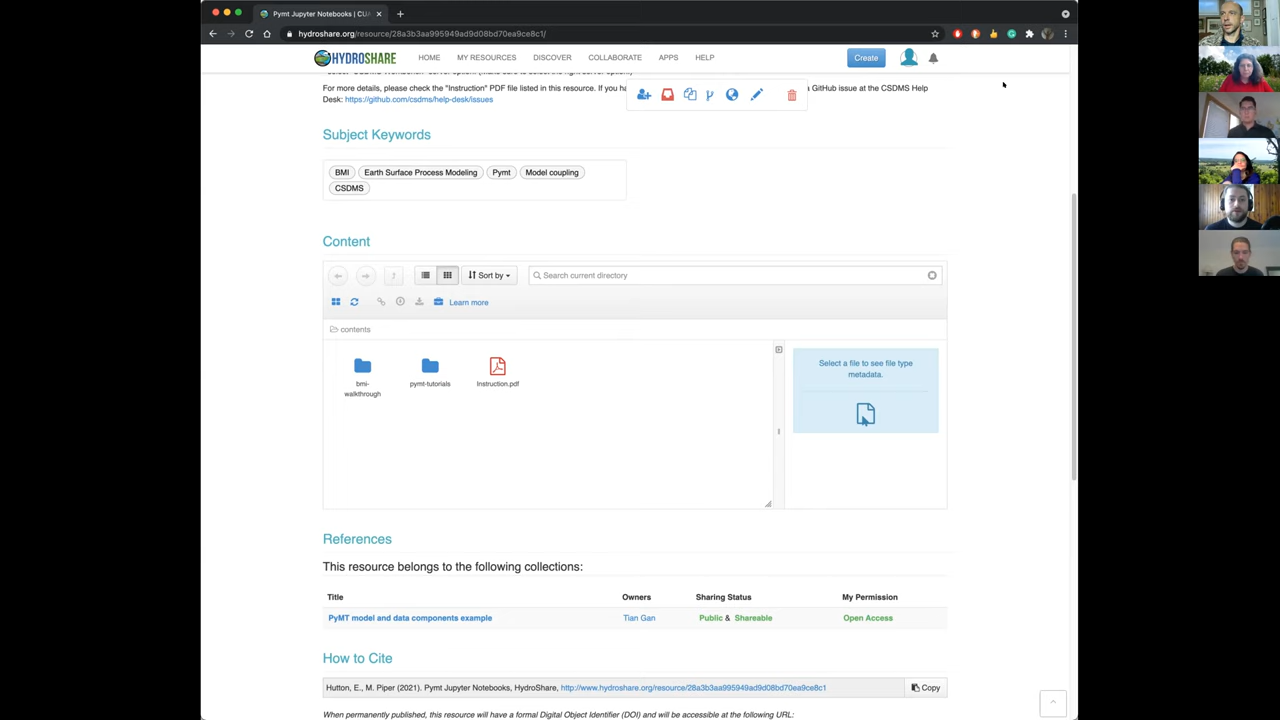 Pymt Jupyter Notebooks | CU
hydroshare.org/resource/28a3b3aa995949ad9d08bd70ea9ce8c1/
HYDROSHARE
HOME
MY RESOURCES
DISCOVER
COLLABORATE
APPS
HELP
Create
For more details, please check the "Instruction" PDF file listed in this resource. If you ha
a GitHub issue at the CSDMS Help
Desk: https://github.com/csdms/help-desk/issues
Subject Keywords
BMI
Earth Surface Process Modeling
Pymt
Model coupling
CSDMS
Content
Sort by
Search current directory
Learn more
contents
bmi-
walkthrough
pymt-tutorials
Instruction.pdf
Select a file to see file type
metadata.
References
This resource belongs to the following collections:
Title
Owners
Sharing Status
My Permission
PyMT model and data components example
Tian Gan
Public & Shareable
Open Access
How to Cite
Hutton, E., M. Piper (2021). Pymt Jupyter Notebooks, HydroShare, http://www.hydroshare.org/resource/28a3b3aa995949ad9d08bd70ea9ce8c1
Copy
When permanently published, this resource will have a formal Digital Object Identifier (DOI) and will be accessible at the following URL: